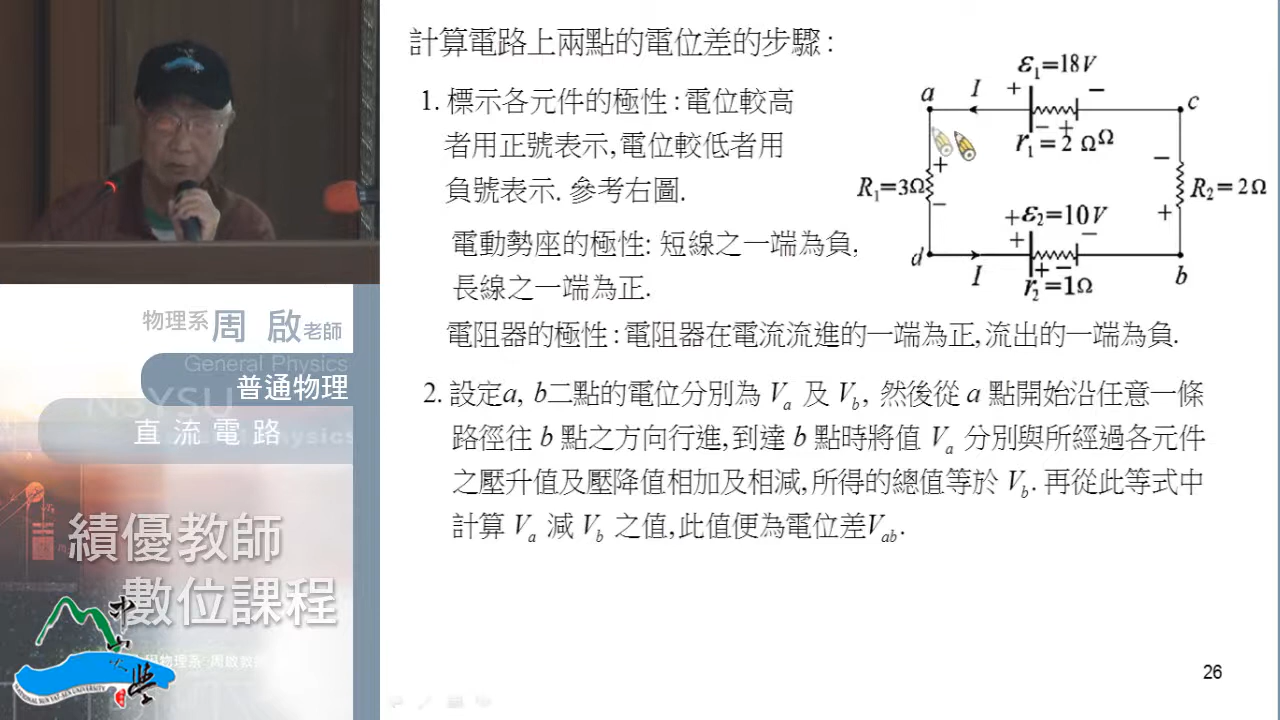 計算電路上兩點的電位差的步驟:
1. 標示各元件的極性:電位較高
者用正號表示,電位較低者用
負號表示. 參考右圖.
電動勢座的極性: 短線之一端為負,
長線之一端為正.
電阻器的極性:電阻器在電流流進的一端為正,流出的一端為負.
2. 設定a, b二點的電位分別為 Va 及 Vb, 然後從 a 點開始沿任意一條
路徑往 b 點之方向行進,到達 b 點時將值 Va 分別與所經過各元件
之壓升值及壓降值相加及相減,所得的總值等於 Vb. 再從此等式中
計算 Va 減 Vb 之值,此值便為電位差Vab.
ε1=18V
a I + − c
− +
r1=2 ΩΩ
+ −
R1=3Ω R2=2Ω
− +
+ε2=10V
+ −
d b
+ −
I r2=1Ω
26
物理系 周 啟 老師
General Physics
普通物理
NSYSU
直流電路
績優教師
數位課程
NATIONAL SUN YAT-SEN UNIVERSITY